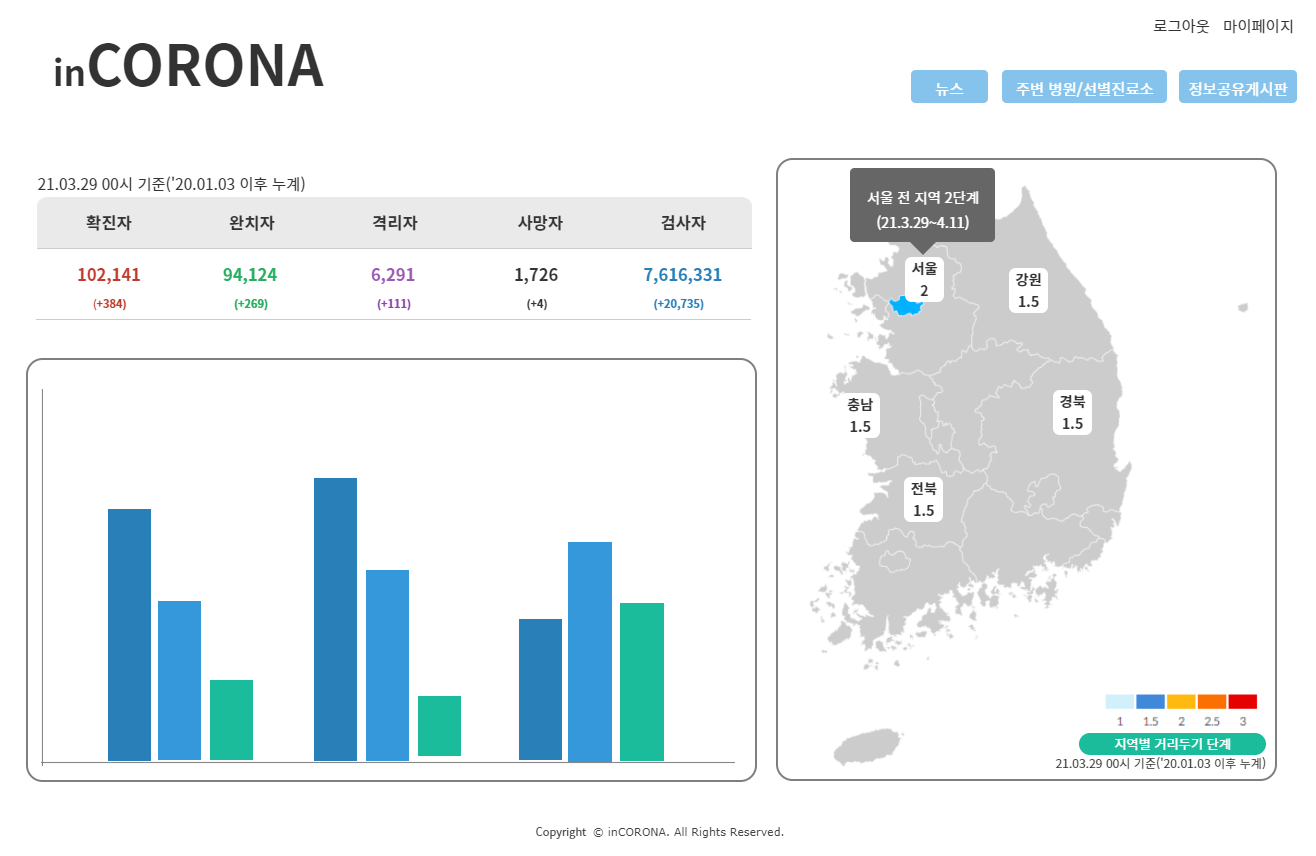 로그아웃 마이페이지
inCORONA
뉴스 주변 병원/선별진료소 정보공유게시판
21.03.29 00시 기준('20.01.03 이후 누계)
확진자 완치자 격리자 사망자 검사자
102,141 94,124 6,291 1,726 7,616,331
(+384) (+269) (+111) (+4) (+20,735)
서울 전 지역 2단계
(21.3.29~4.11)
서울
2
강원
1.5
충남
1.5
경북
1.5
전북
1.5
1 1.5 2 2.5 3
지역별 거리두기 단계
21.03.29 00시 기준('20.01.03 이후 누계)
Copyright © inCORONA. All Rights Reserved.